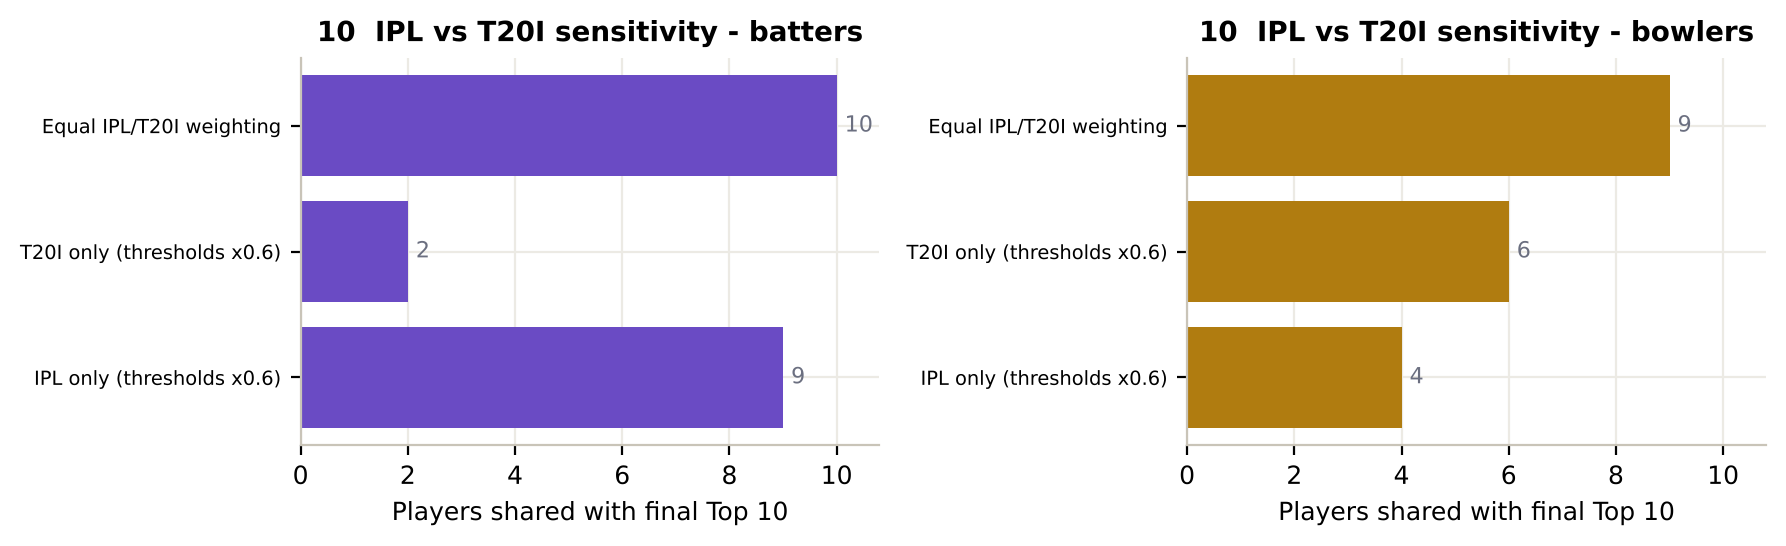 10  IPL vs T20I sensitivity - batters
Equal IPL/T20I weighting
10
T20I only (thresholds x0.6)
2
IPL only (thresholds x0.6)
9
0 2 4 6 8 10
Players shared with final Top 10
10  IPL vs T20I sensitivity - bowlers
Equal IPL/T20I weighting
9
T20I only (thresholds x0.6)
6
IPL only (thresholds x0.6)
4
0 2 4 6 8 10
Players shared with final Top 10